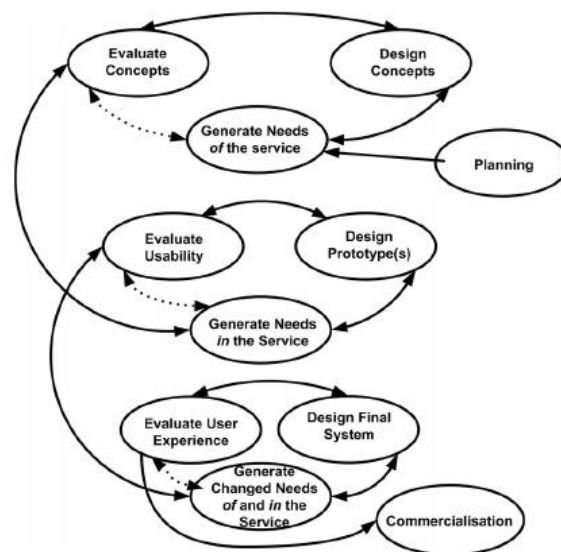 Evaluate
Concepts
Design
Concepts
Generate Needs
of the service
Planning
Evaluate
Usability
Design
Prototype(s)
Generate Needs
in the Service
Evaluate User
Experience
Design Final
System
Generate
Changed Needs
of and in the
Service
Commercialisation